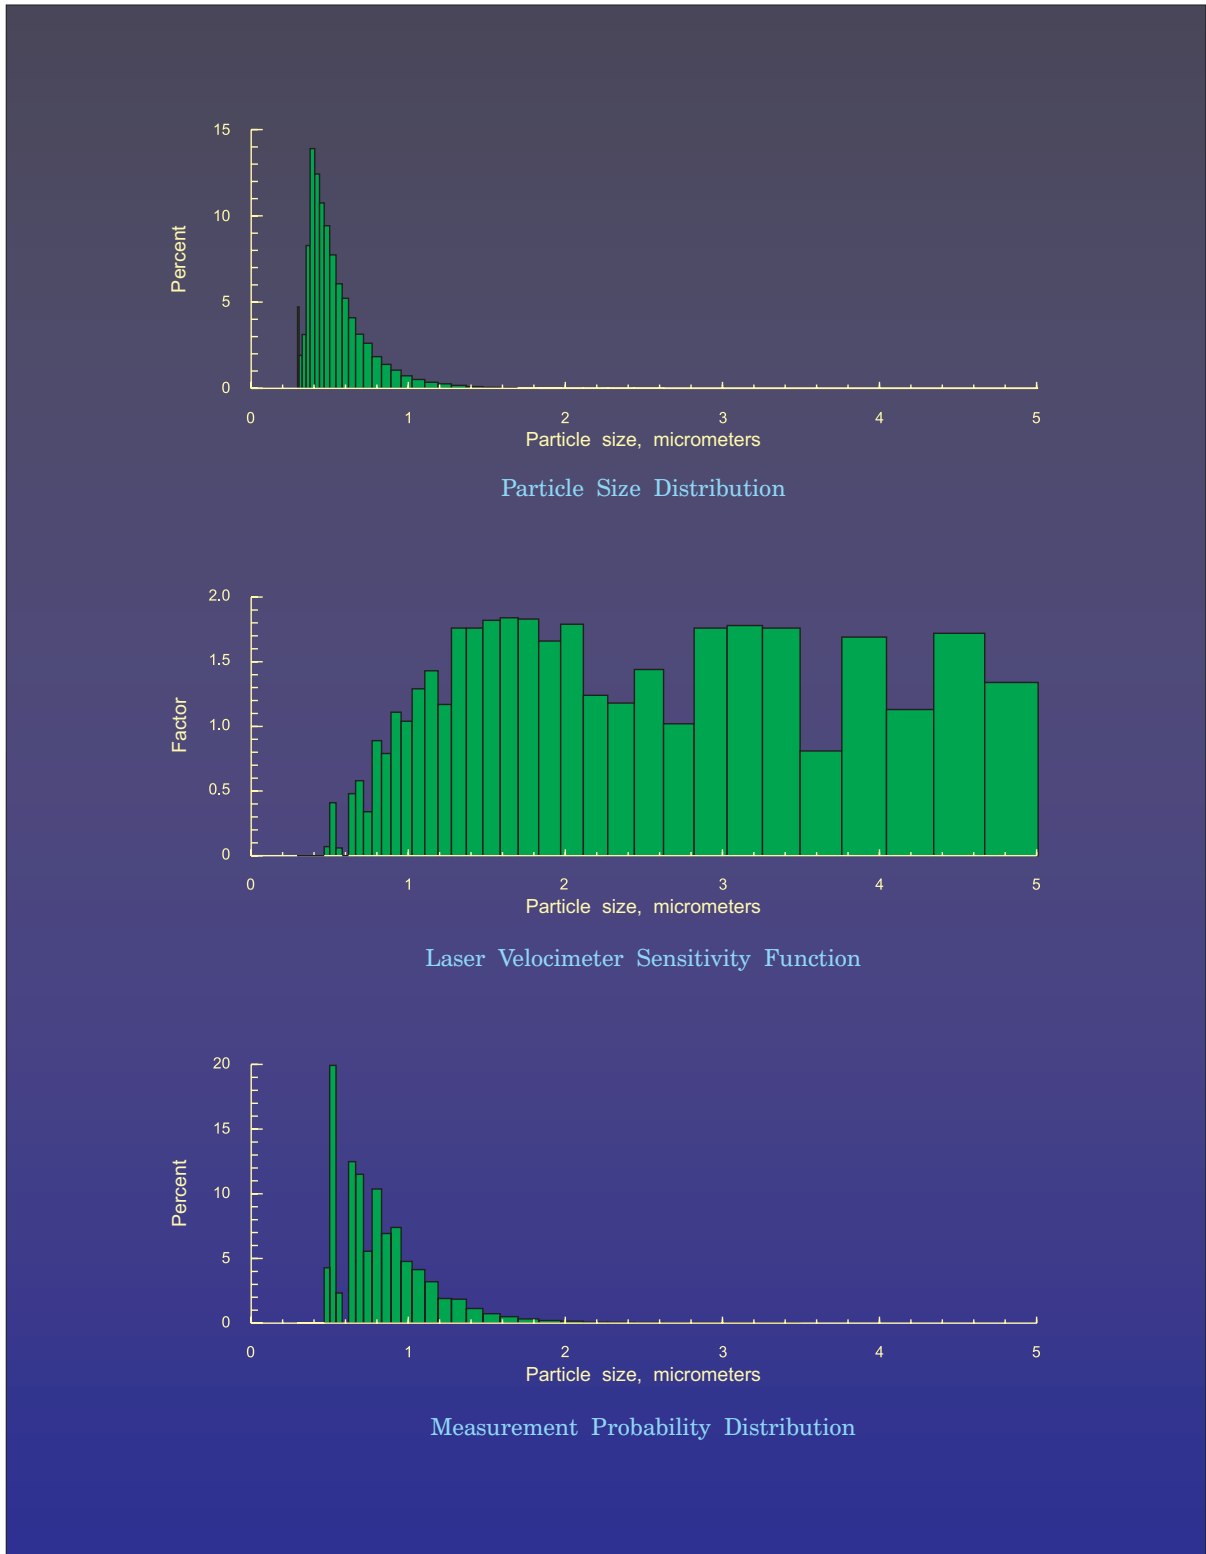 15
10
5
0
Percent
0 1 2 3 4 5
Particle size, micrometers
Particle Size Distribution
2.0
1.5
1.0
0.5
0
Factor
0 1 2 3 4 5
Particle size, micrometers
Laser Velocimeter Sensitivity Function
20
15
10
5
0
Percent
0 1 2 3 4 5
Particle size, micrometers
Measurement Probability Distribution